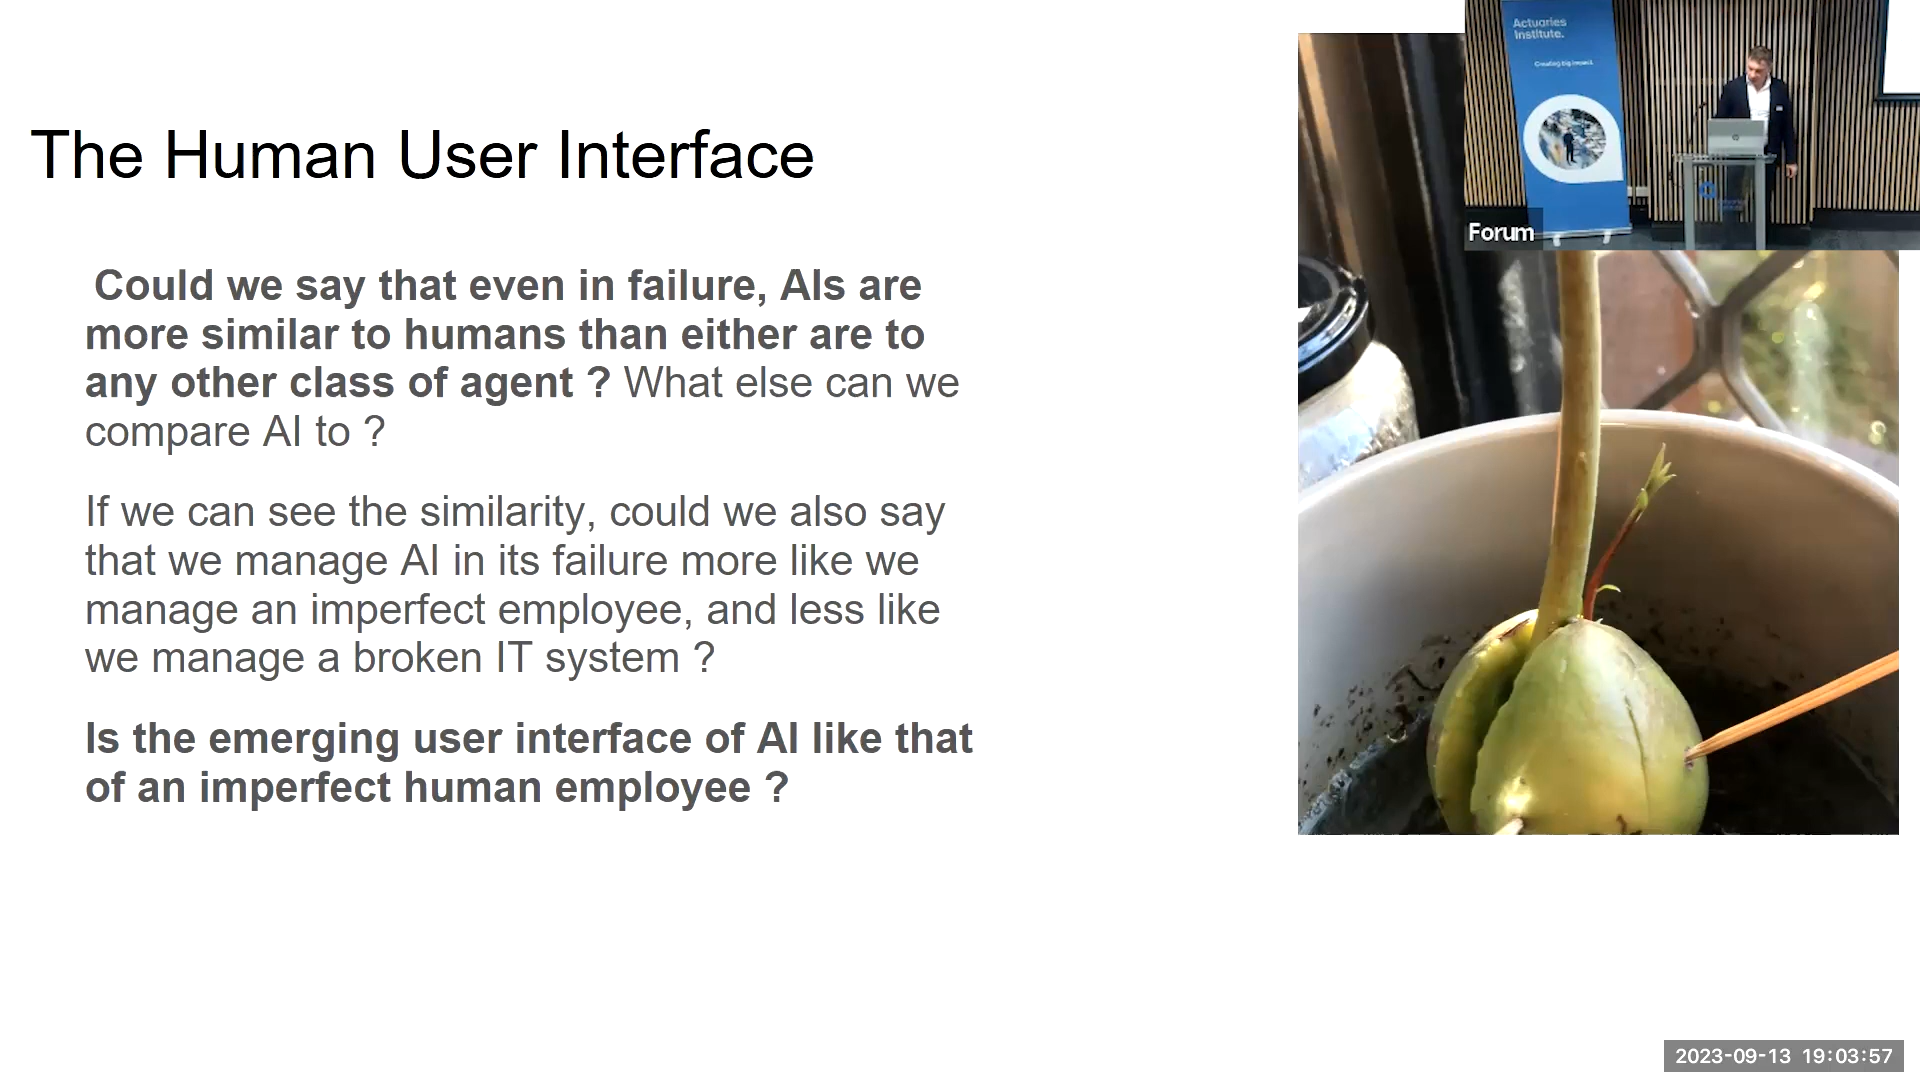 The Human User Interface
Could we say that even in failure, AIs are
more similar to humans than either are to
any other class of agent ? What else can we
compare AI to ?
If we can see the similarity, could we also say
that we manage AI in its failure more like we
manage an imperfect employee, and less like
we manage a broken IT system ?
Is the emerging user interface of AI like that
of an imperfect human employee ?
Actuaries
Institute.
Creating big impact.
Forum
2023-09-13 19:03:57